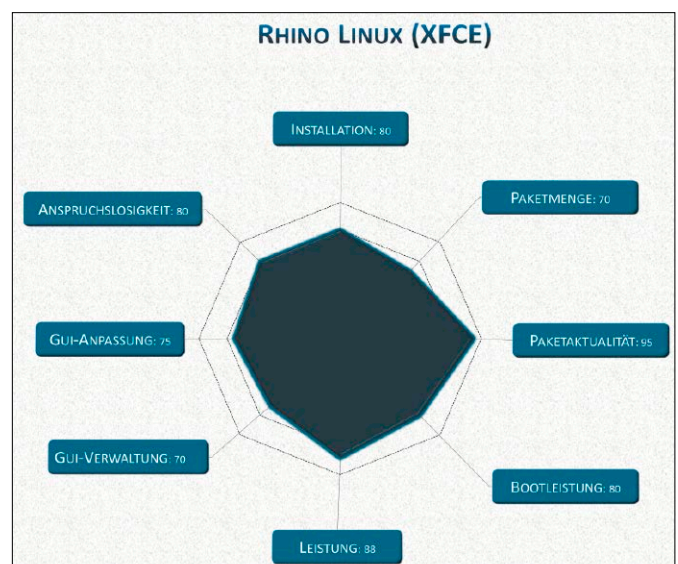 RHINO LINUX (XFCE)
INSTALLATION: 80
PAKETMENGE: 70
ANSPRUCHSLOSIGKEIT: 80
GUI-ANPASSUNG: 75
PAKETAKTUALITÄT: 95
GUI-VERWALTUNG: 70
BOOTLEISTUNG: 80
LEISTUNG: 88